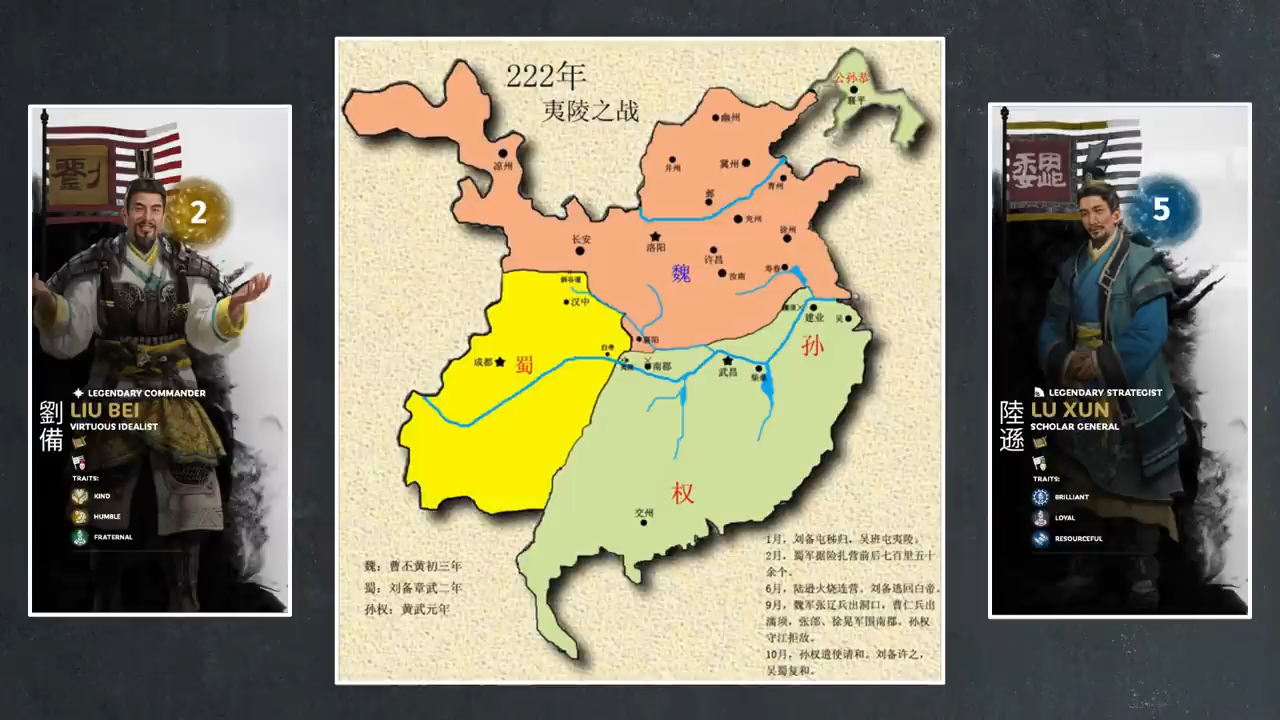 劉
2
LEGENDARY COMMANDER
劉備
LIU BEI
VIRTUOUS IDEALIST
TRAITS:
KIND
HUMBLE
FRATERNAL
222年
夷陵之战
公孙恭
襄平
幽州
凉州
并州
冀州
青州
邺
兖州
徐州
长安
洛阳
许昌
魏
汝南
寿春
汉中
建业
吴
襄阳
孙
白帝
成都
蜀
夷陵
南郡
武昌
柴桑
权
交州
魏：曹丕黄初三年
蜀：刘备章武二年
孙权：黄武元年
1月，刘备屯秭归，吴班屯夷陵。
2月，蜀军据险扎营前后七百里五十
余个。
6月，陆逊火烧连营，刘备逃回白帝。
9月，魏军张辽兵出洞口，曹仁兵出
濡须，张郃、徐晃军围南郡，孙权
守江拒敌。
10月，孙权遣使请和。刘备许之，
吴蜀复和。
5
LEGENDARY STRATEGIST
陸遜
LU XUN
SCHOLAR GENERAL
TRAITS:
BRILLIANT
LOYAL
RESOURCEFUL